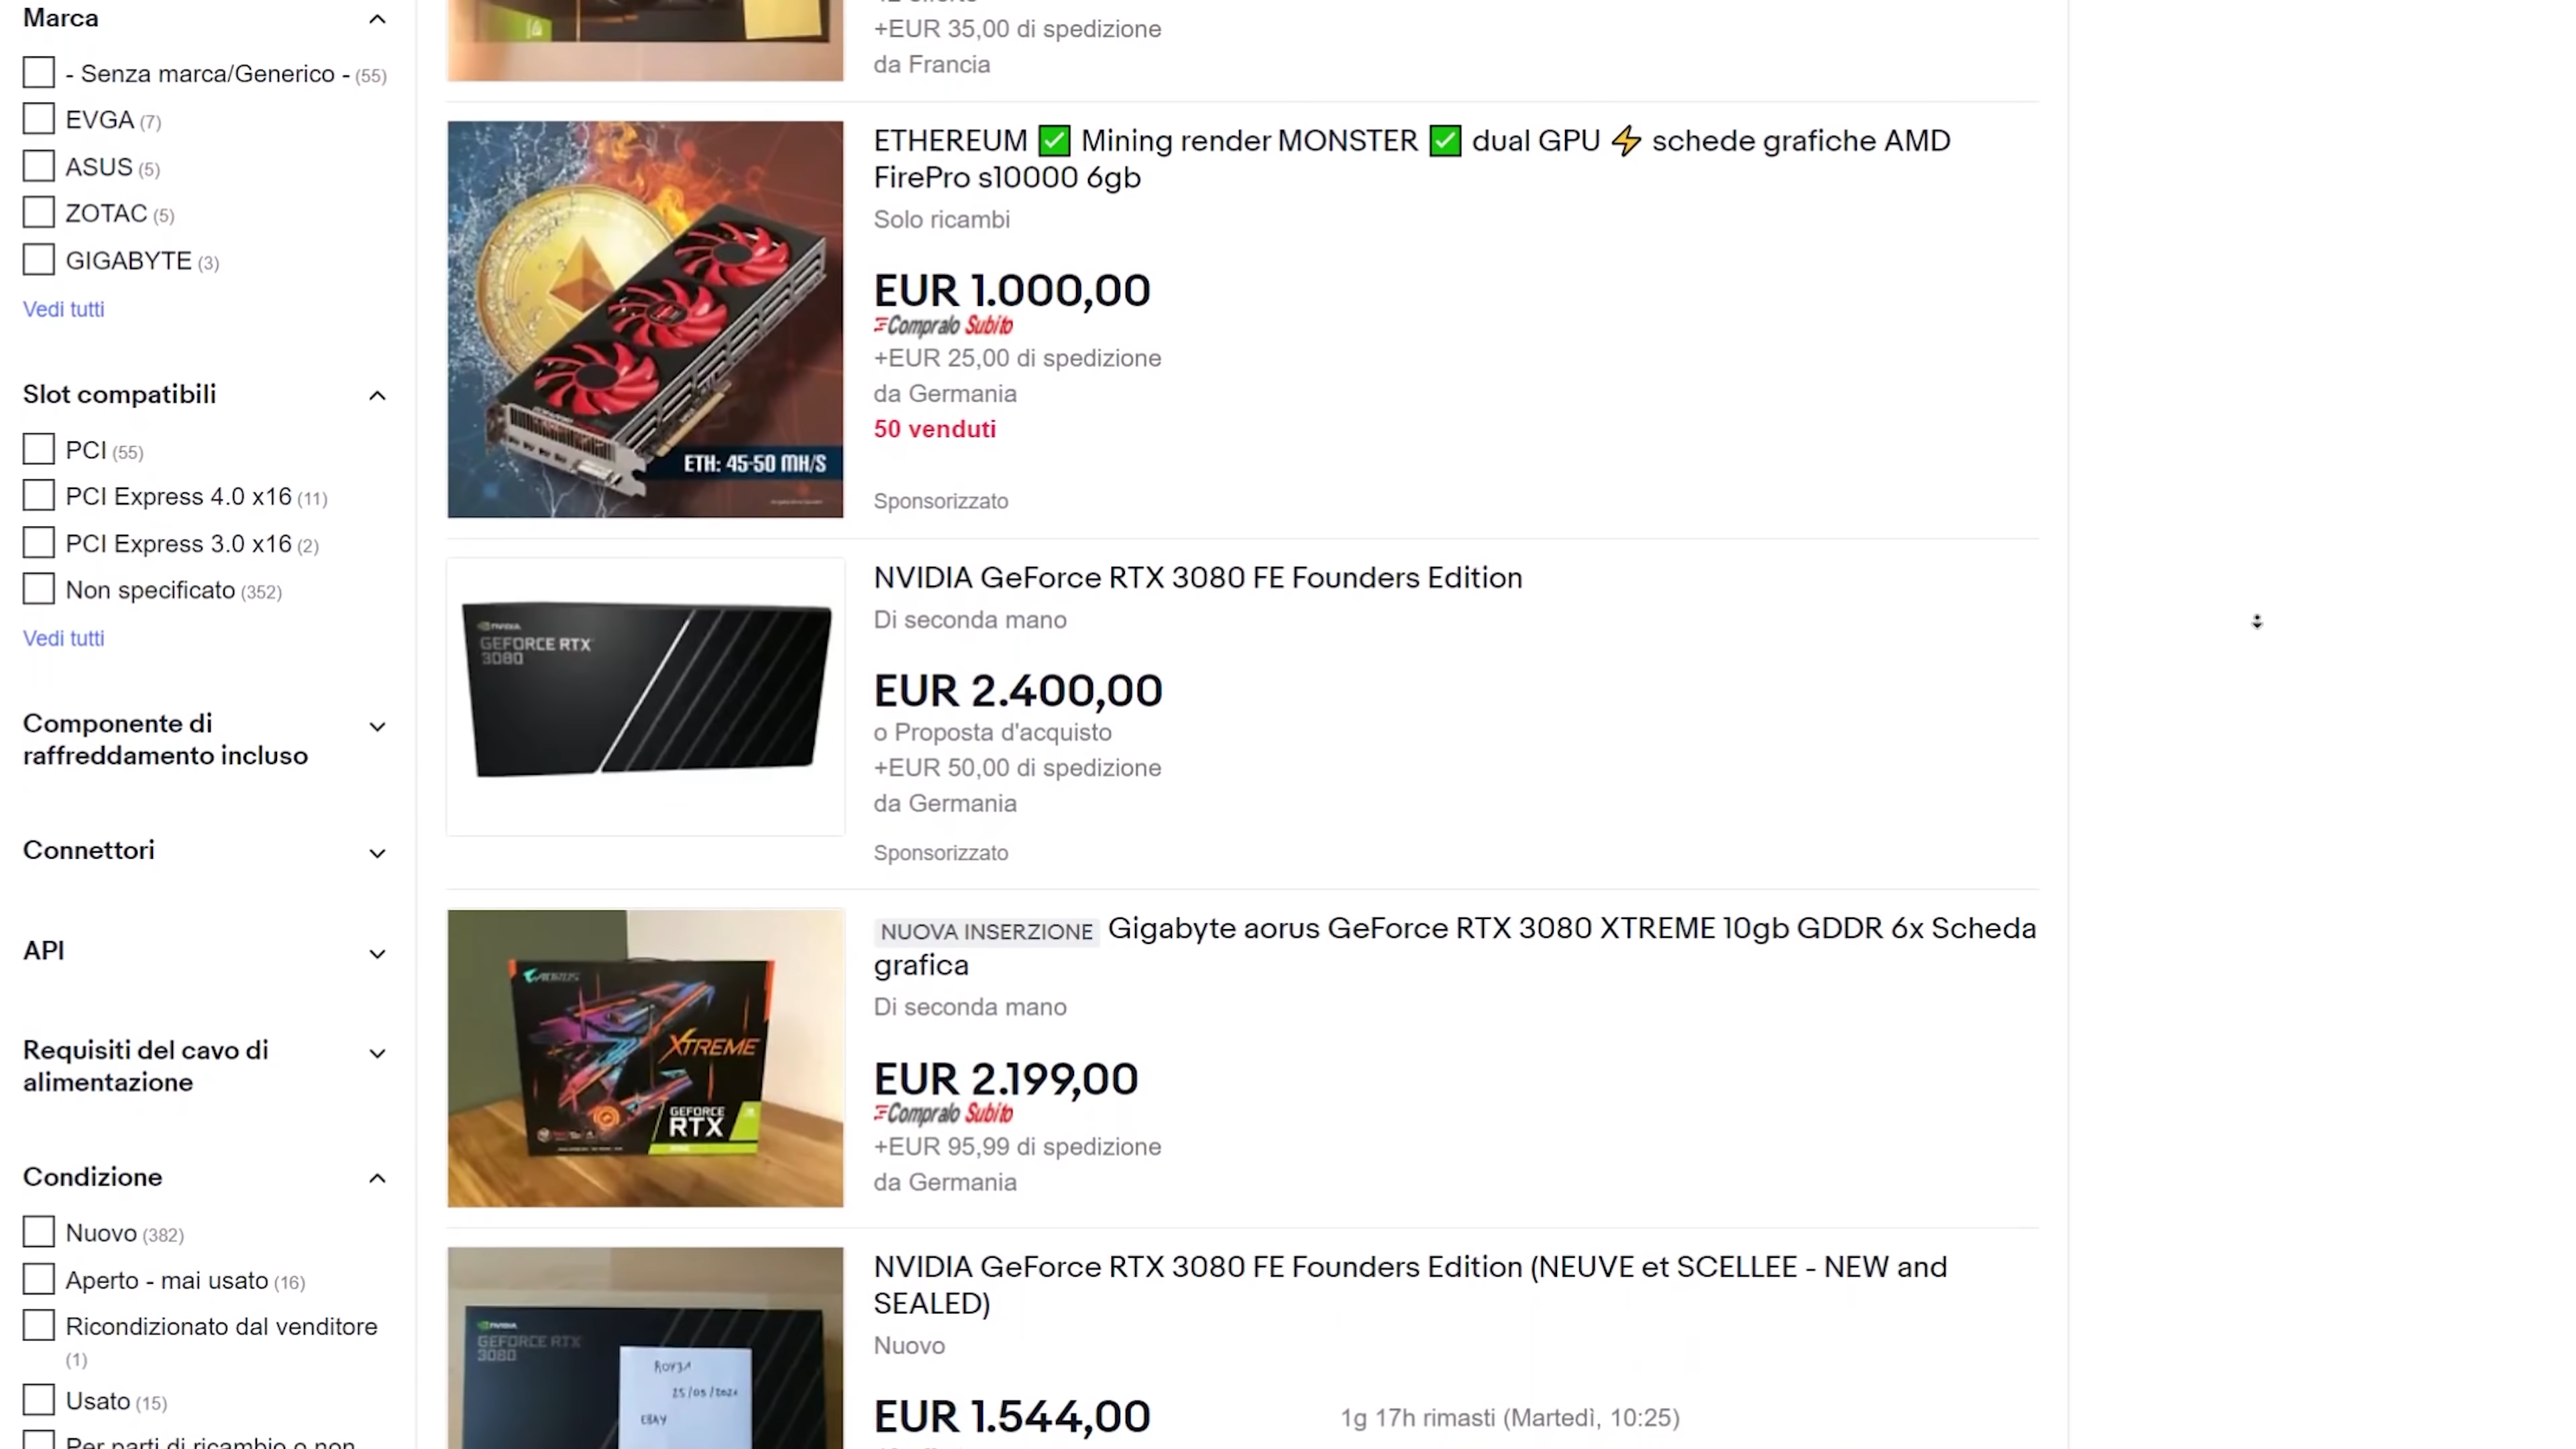 Marca
- Senza marca/Generico - (55)
EVGA (7)
ASUS (5)
ZOTAC (5)
GIGABYTE (3)
Vedi tutti
Slot compatibili
PCI (55)
PCI Express 4.0 x16 (11)
PCI Express 3.0 x16 (2)
Non specificato (352)
Vedi tutti
Componente di
raffreddamento incluso
Connettori
API
Requisiti del cavo di
alimentazione
Condizione
Nuovo (382)
Aperto - mai usato (16)
Ricondizionato dal venditore
(1)
Usato (15)
Per parti di ricambio o non
+EUR 35,00 di spedizione
da Francia
ETHEREUM ✅ Mining render MONSTER ✅ dual GPU ⚡ schede grafiche AMD
FirePro s10000 6gb
Solo ricambi
EUR 1.000,00
Compralo Subito
+EUR 25,00 di spedizione
da Germania
50 venduti
Sponsorizzato
ETH: 45-50 MH/S
NVIDIA GeForce RTX 3080 FE Founders Edition
Di seconda mano
EUR 2.400,00
o Proposta d'acquisto
+EUR 50,00 di spedizione
da Germania
Sponsorizzato
NVIDIA
GEFORCE RTX
3080
NUOVA INSERZIONE Gigabyte aorus GeForce RTX 3080 XTREME 10gb GDDR 6x Scheda
grafica
Di seconda mano
EUR 2.199,00
Compralo Subito
+EUR 95,99 di spedizione
da Germania
AORUS
XTREME
GEFORCE
RTX
NVIDIA GeForce RTX 3080 FE Founders Edition (NEUVE et SCELLEE - NEW and
SEALED)
Nuovo
EUR 1.544,00
1g 17h rimasti (Martedì, 10:25)
NVIDIA
GEFORCE RTX
3080
EBAY